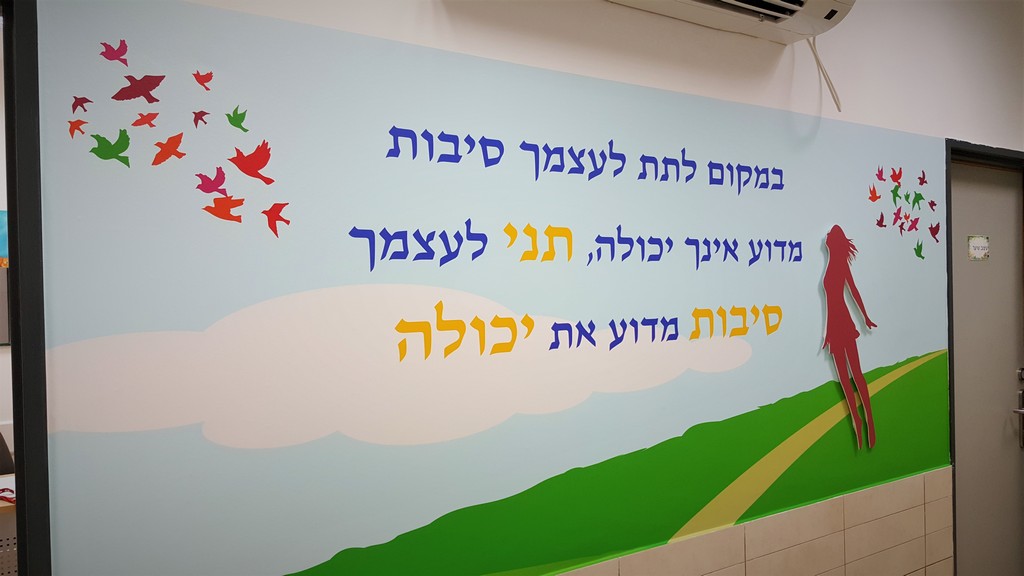 במקום לתת לעצמך סיבות
מדוע אינך יכולה, תני לעצמך
סיבות מדוע את יכולה